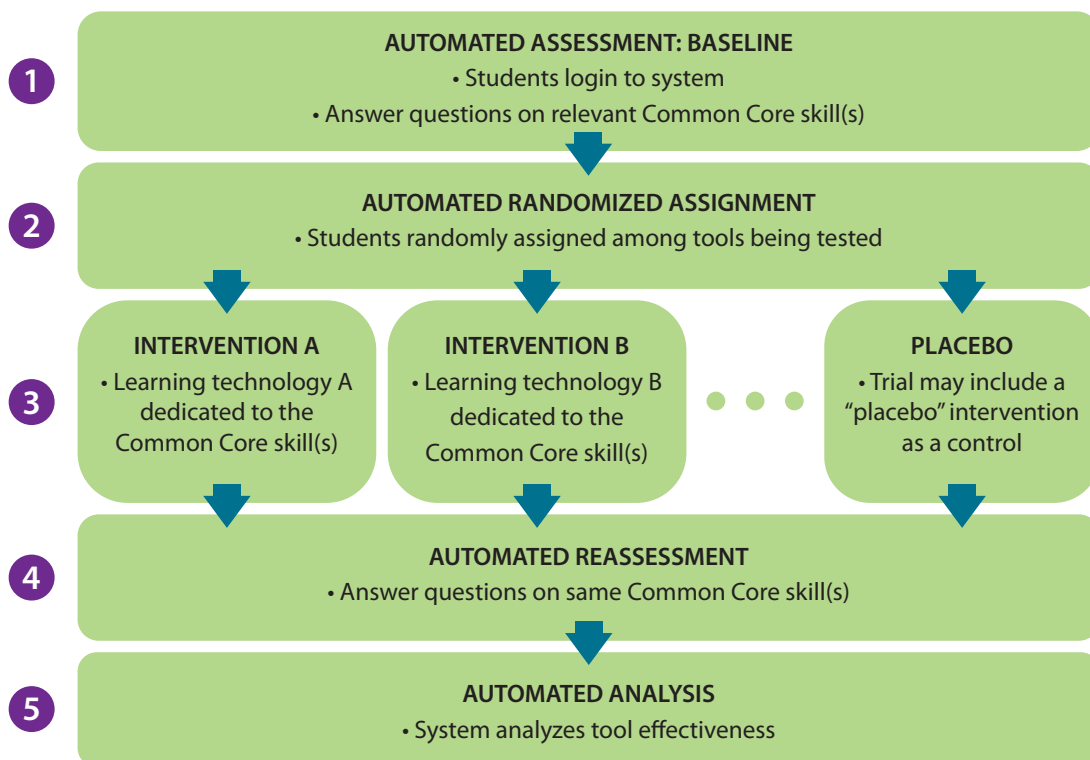 1
AUTOMATED ASSESSMENT: BASELINE
• Students login to system
• Answer questions on relevant Common Core skill(s)
2
AUTOMATED RANDOMIZED ASSIGNMENT
• Students randomly assigned among tools being tested
3
INTERVENTION A
• Learning technology A
dedicated to the
Common Core skill(s)
INTERVENTION B
• Learning technology B
dedicated to the
Common Core skill(s)
PLACEBO
• Trial may include a
“placebo” intervention
as a control
4
AUTOMATED REASSESSMENT
• Answer questions on same Common Core skill(s)
5
AUTOMATED ANALYSIS
• System analyzes tool effectiveness